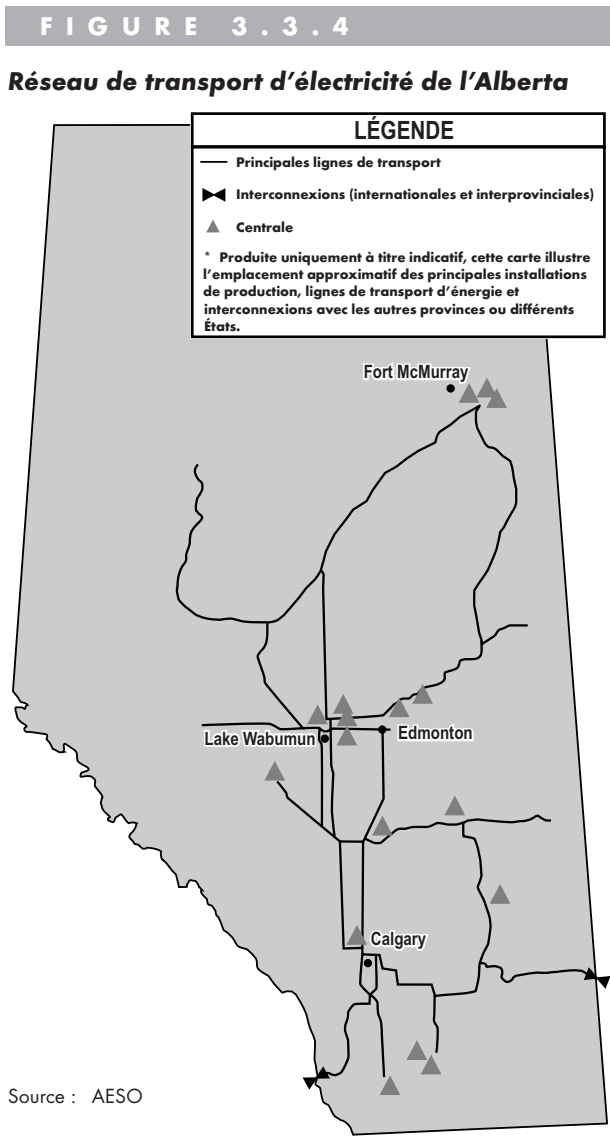 FIGURE 3.3.4
Réseau de transport d’électricité de l’Alberta
LÉGENDE
Principales lignes de transport
Interconnexions (internationales et interprovinciales)
Centrale
* Produite uniquement à titre indicatif, cette carte illustre
l’emplacement approximatif des principales installations
de production, lignes de transport d’énergie et
interconnexions avec les autres provinces ou différents
États.
Fort McMurray
Lake Wabumun
Edmonton
Calgary
Source : AESO